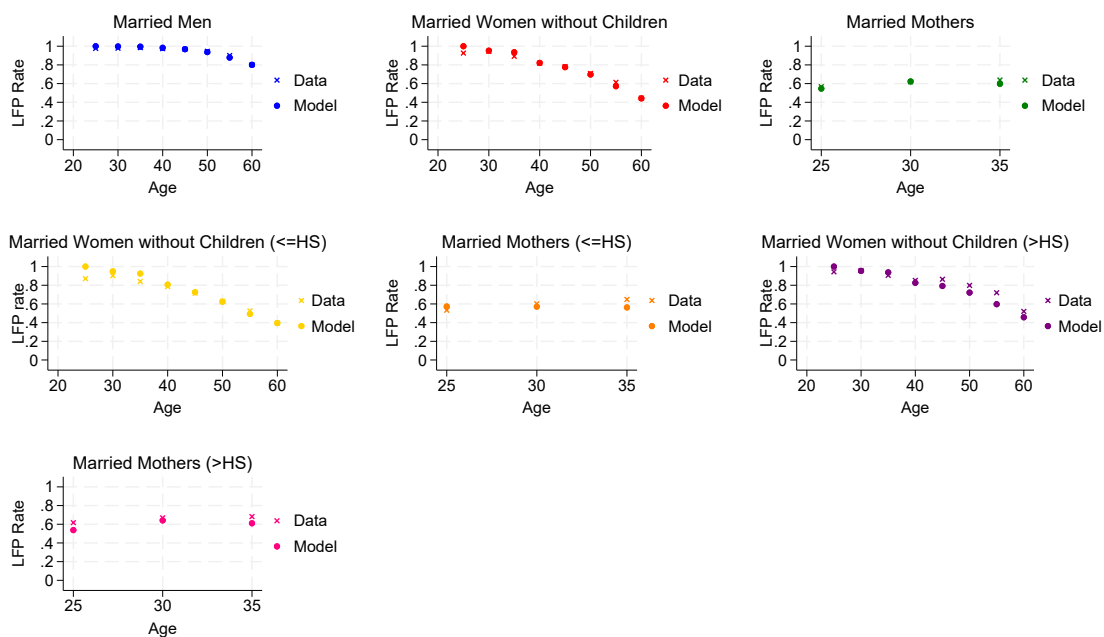 Married Men
LFP Rate
1
.8
.6
.4
.2
0
20 30 40 50 60
Age
Data
Model
Married Women without Children
LFP Rate
1
.8
.6
.4
.2
0
20 30 40 50 60
Age
Data
Model
Married Mothers
LFP Rate
1
.8
.6
.4
.2
0
25 30 35
Age
Data
Model
Married Women without Children (<=HS)
LFP rate
1
.8
.6
.4
.2
0
20 30 40 50 60
Age
Data
Model
Married Mothers (<=HS)
LFP Rate
1
.8
.6
.4
.2
0
25 30 35
Age
Data
Model
Married Women without Children (>HS)
LFP Rate
1
.8
.6
.4
.2
0
20 30 40 50 60
Age
Data
Model
Married Mothers (>HS)
LFP Rate
1
.8
.6
.4
.2
0
25 30 35
Age
Data
Model